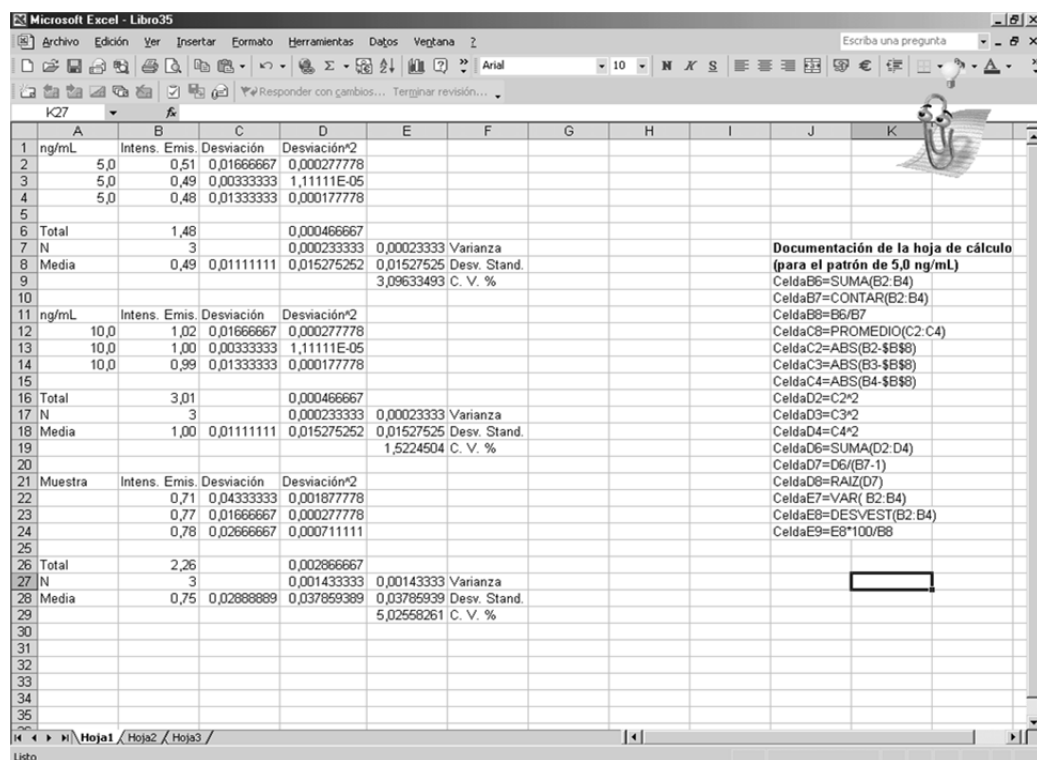 Microsoft Excel - Libro35
Archivo Edición Ver Insertar Formato Herramientas Datos Ventana ? Escriba una pregunta
Arial 10 N K S
Responder con cambios... Terminar revisión...
K27 fx
A B C D E F G H I J K
1 ng/mL Intens. Emis. Desviación Desviación^2
2 5,0 0,51 0,01666667 0,000277778
3 5,0 0,49 0,00333333 1,11111E-05
4 5,0 0,48 0,01333333 0,000177778
5
6 Total 1,48 0,000466667
7 N 3 0,000233333 0,00023333 Varianza Documentación de la hoja de cálculo
8 Media 0,49 0,01111111 0,015275252 0,01527525 Desv. Stand. (para el patrón de 5,0 ng/mL)
9 3,09633493 C. V. % CeldaB6=SUMA(B2:B4)
10 CeldaB7=CONTAR(B2:B4)
11 ng/mL Intens. Emis. Desviación Desviación^2 CeldaB8=B6/B7
12 10,0 1,02 0,01666667 0,000277778 CeldaC8=PROMEDIO(C2:C4)
13 10,0 1,00 0,00333333 1,11111E-05 CeldaC2=ABS(B2-$B$8)
14 10,0 0,99 0,01333333 0,000177778 CeldaC3=ABS(B3-$B$8)
15 CeldaC4=ABS(B4-$B$8)
16 Total 3,01 0,000466667 CeldaD2=C2^2
17 N 3 0,000233333 0,00023333 Varianza CeldaD3=C3^2
18 Media 1,00 0,01111111 0,015275252 0,01527525 Desv. Stand. CeldaD4=C4^2
19 1,5224504 C. V. % CeldaD6=SUMA(D2:D4)
20 CeldaD7=D6/(B7-1)
21 Muestra Intens. Emis. Desviación Desviación^2 CeldaD8=RAIZ(D7)
22 0,71 0,04333333 0,001877778 CeldaE7=VAR( B2:B4)
23 0,77 0,01666667 0,000277778 CeldaE8=DESVEST(B2:B4)
24 0,78 0,02666667 0,000711111 CeldaE9=E8*100/B8
25
26 Total 2,26 0,002866667
27 N 3 0,001433333 0,00143333 Varianza
28 Media 0,75 0,02888889 0,037859389 0,03785939 Desv. Stand.
29 5,02558261 C. V. %
30
31
32
33
34
35
Hoja1 Hoja2 Hoja3
Listo